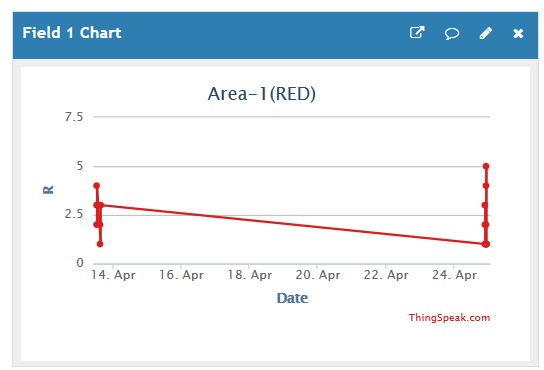 Field 1 Chart
Area-1(RED)
7.5
5
2.5
0
R
14. Apr 16. Apr 18. Apr 20. Apr 22. Apr 24. Apr
Date
ThingSpeak.com